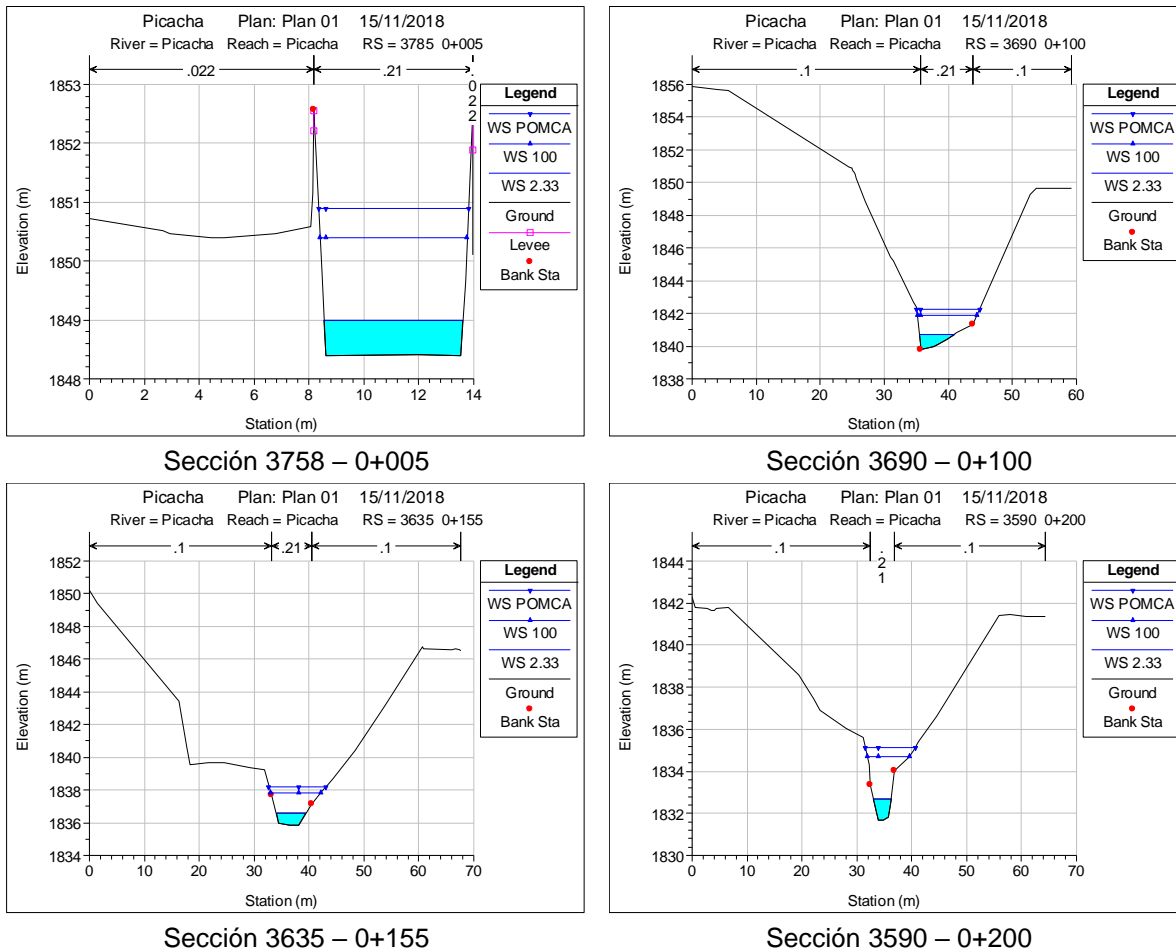 Picacha Plan: Plan 01 15/11/2018
River = Picacha Reach = Picacha RS = 3785 0+005
.022 .21 .022
1853
1852
1851
1850
1849
1848
Elevation (m)
0 2 4 6 8 10 12 14
Station (m)
Legend
WS POMCA
WS 100
WS 2.33
Ground
Levee
Bank Sta
Sección 3758 – 0+005
Picacha Plan: Plan 01 15/11/2018
River = Picacha Reach = Picacha RS = 3690 0+100
.1 .21 .1
1856
1854
1852
1850
1848
1846
1844
1842
1840
1838
Elevation (m)
0 10 20 30 40 50 60
Station (m)
Legend
WS POMCA
WS 100
WS 2.33
Ground
Bank Sta
Sección 3690 – 0+100
Picacha Plan: Plan 01 15/11/2018
River = Picacha Reach = Picacha RS = 3635 0+155
.1 .21 .1
1852
1850
1848
1846
1844
1842
1840
1838
1836
1834
Elevation (m)
0 10 20 30 40 50 60 70
Station (m)
Legend
WS POMCA
WS 100
WS 2.33
Ground
Bank Sta
Sección 3635 – 0+155
Picacha Plan: Plan 01 15/11/2018
River = Picacha Reach = Picacha RS = 3590 0+200
.1 .21 .1
1844
1842
1840
1838
1836
1834
1832
1830
Elevation (m)
0 10 20 30 40 50 60 70
Station (m)
Legend
WS POMCA
WS 100
WS 2.33
Ground
Bank Sta
Sección 3590 – 0+200